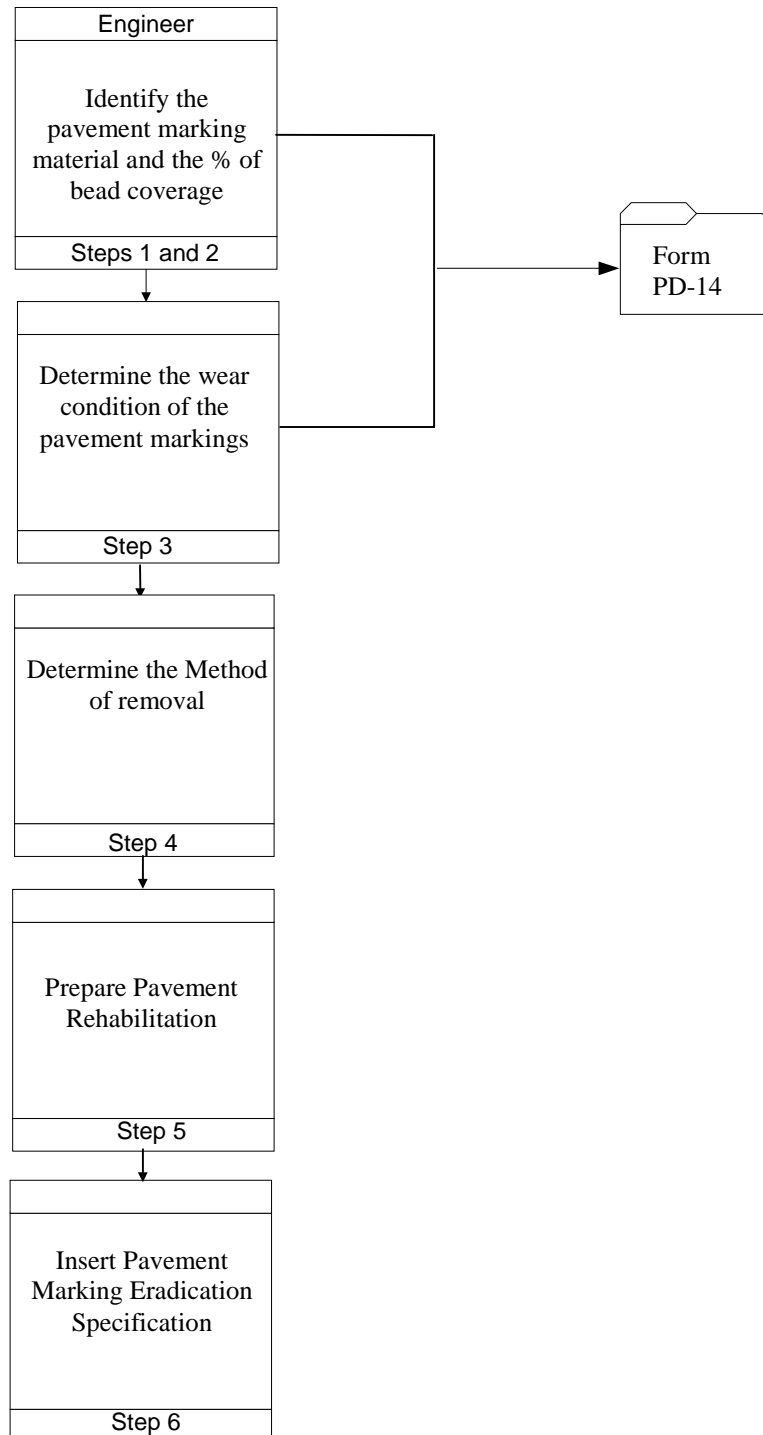 Engineer
Identify the
pavement marking
material and the % of
bead coverage
Steps 1 and 2
Form
PD-14
Determine the wear
condition of the
pavement markings
Step 3
Determine the Method
of removal
Step 4
Prepare Pavement
Rehabilitation
Step 5
Insert Pavement
Marking Eradication
Specification
Step 6